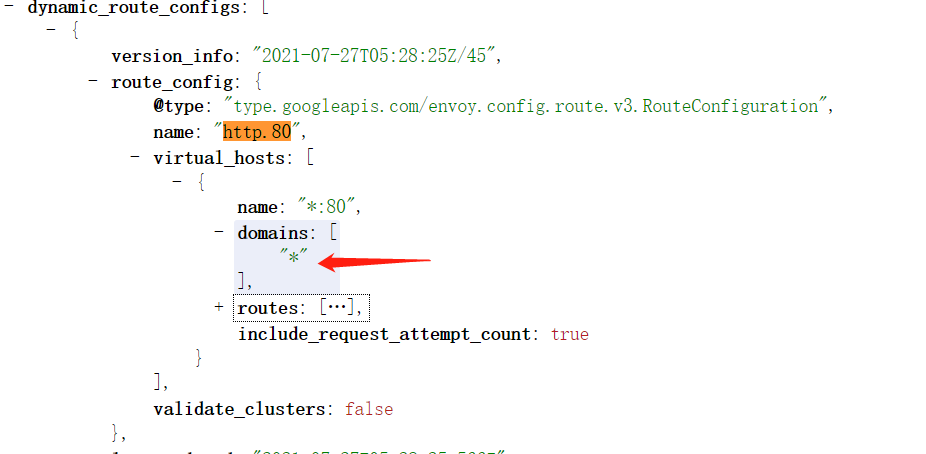 - dynamic_route_configs: [
- {
version_info: "2021-07-27T05:28:25Z/45",
- route_config: {
@type: "type.googleapis.com/envoy.config.route.v3.RouteConfiguration",
name: "http.80",
- virtual_hosts: [
- {
name: "*:80",
- domains: [
"*"
],
+ routes: […],
include_request_attempt_count: true
}
],
validate_clusters: false
},